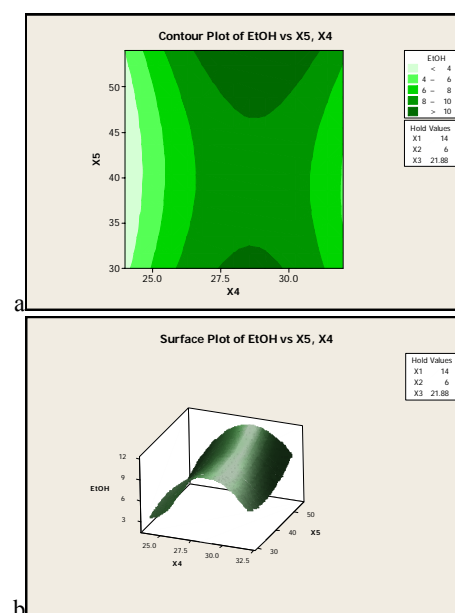 Contour Plot of EtOH vs X5, X4
EtOH
< 4
4 – 6
6 – 8
8 – 10
> 10
Hold Values
X1 14
X2 6
X3 21.88
50
45
40
35
30
X5
25.0 27.5 30.0
X4
a
Surface Plot of EtOH vs X5, X4
Hold Values
X1 14
X2 6
X3 21.88
12
9
6
3
EtOH
25.0 27.5 30.0 32.5
X4
30 40 50
X5
b